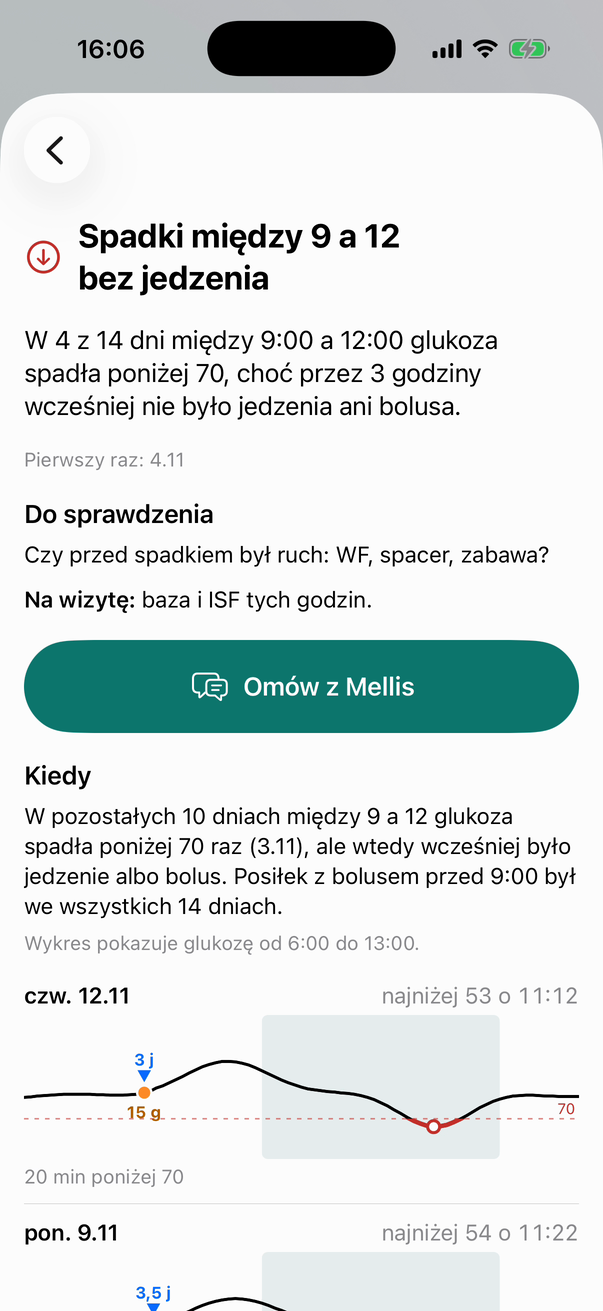 16:06
Spadki między 9 a 12
bez jedzenia
W 4 z 14 dni między 9:00 a 12:00 glukoza
spadła poniżej 70, choć przez 3 godziny
wcześniej nie było jedzenia ani bolusa.
Pierwszy raz: 4.11
Do sprawdzenia
Czy przed spadkiem był ruch: WF, spacer, zabawa?
Na wizytę: baza i ISF tych godzin.
Omów z Mellis
Kiedy
W pozostałych 10 dniach między 9 a 12 glukoza
spadła poniżej 70 raz (3.11), ale wtedy wcześniej było
jedzenie albo bolus. Posiłek z bolusem przed 9:00 był
we wszystkich 14 dniach.
Wykres pokazuje glukozę od 6:00 do 13:00.
czw. 12.11 najniżej 53 o 11:12
3 j
15 g
70
20 min poniżej 70
pon. 9.11 najniżej 54 o 11:22
3,5 j